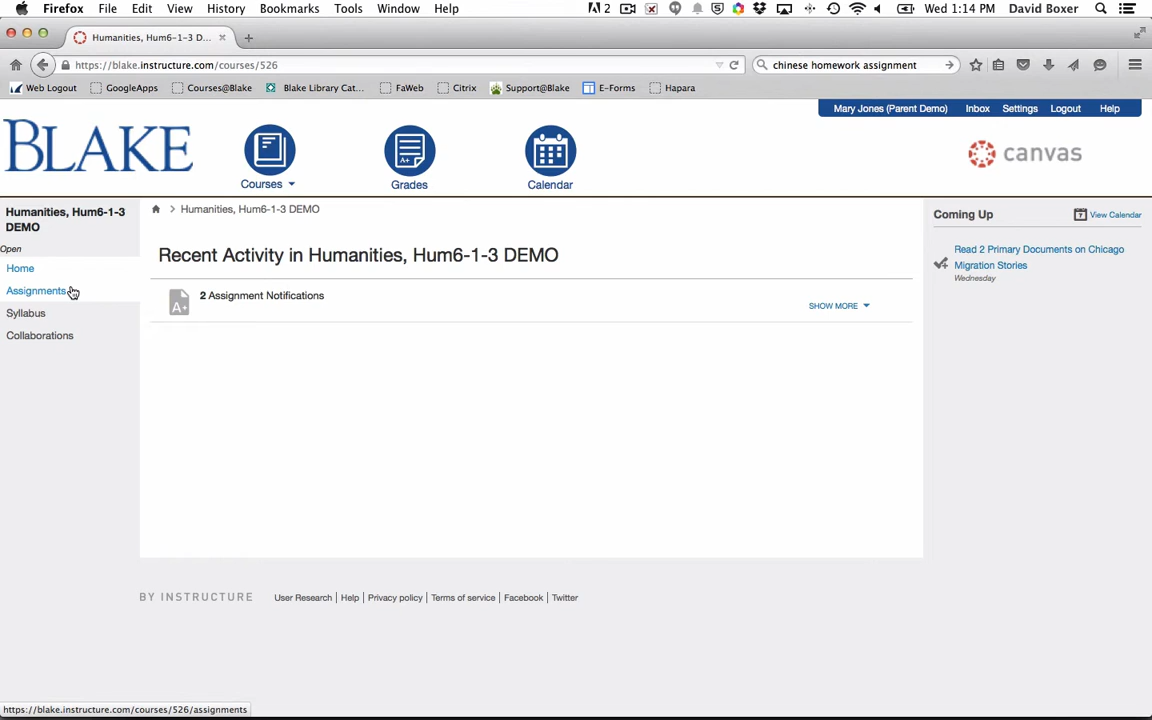 Firefox File Edit View History Bookmarks Tools Window Help 2 Wed 1:14 PM David Boxer
Humanities, Hum6-1-3 D... × +
https://blake.instructure.com/courses/526 chinese homework assignment
Web Logout GoogleApps Courses@Blake Blake Library Cat... FaWeb Citrix Support@Blake E-Forms Hapara
Mary Jones (Parent Demo) Inbox Settings Logout Help
BLAKE
canvas
A+
Courses Grades Calendar
Humanities, Hum6-1-3 DEMO
Humanities, Hum6-1-3
DEMO
Open
Home
Assignments
Syllabus
Collaborations
Recent Activity in Humanities, Hum6-1-3 DEMO
A+
2 Assignment Notifications
SHOW MORE
Coming Up
7 View Calendar
Read 2 Primary Documents on Chicago
Migration Stories
Wednesday
BY INSTRUCTURE User Research | Help | Privacy policy | Terms of service | Facebook | Twitter
https://blake.instructure.com/courses/526/assignments